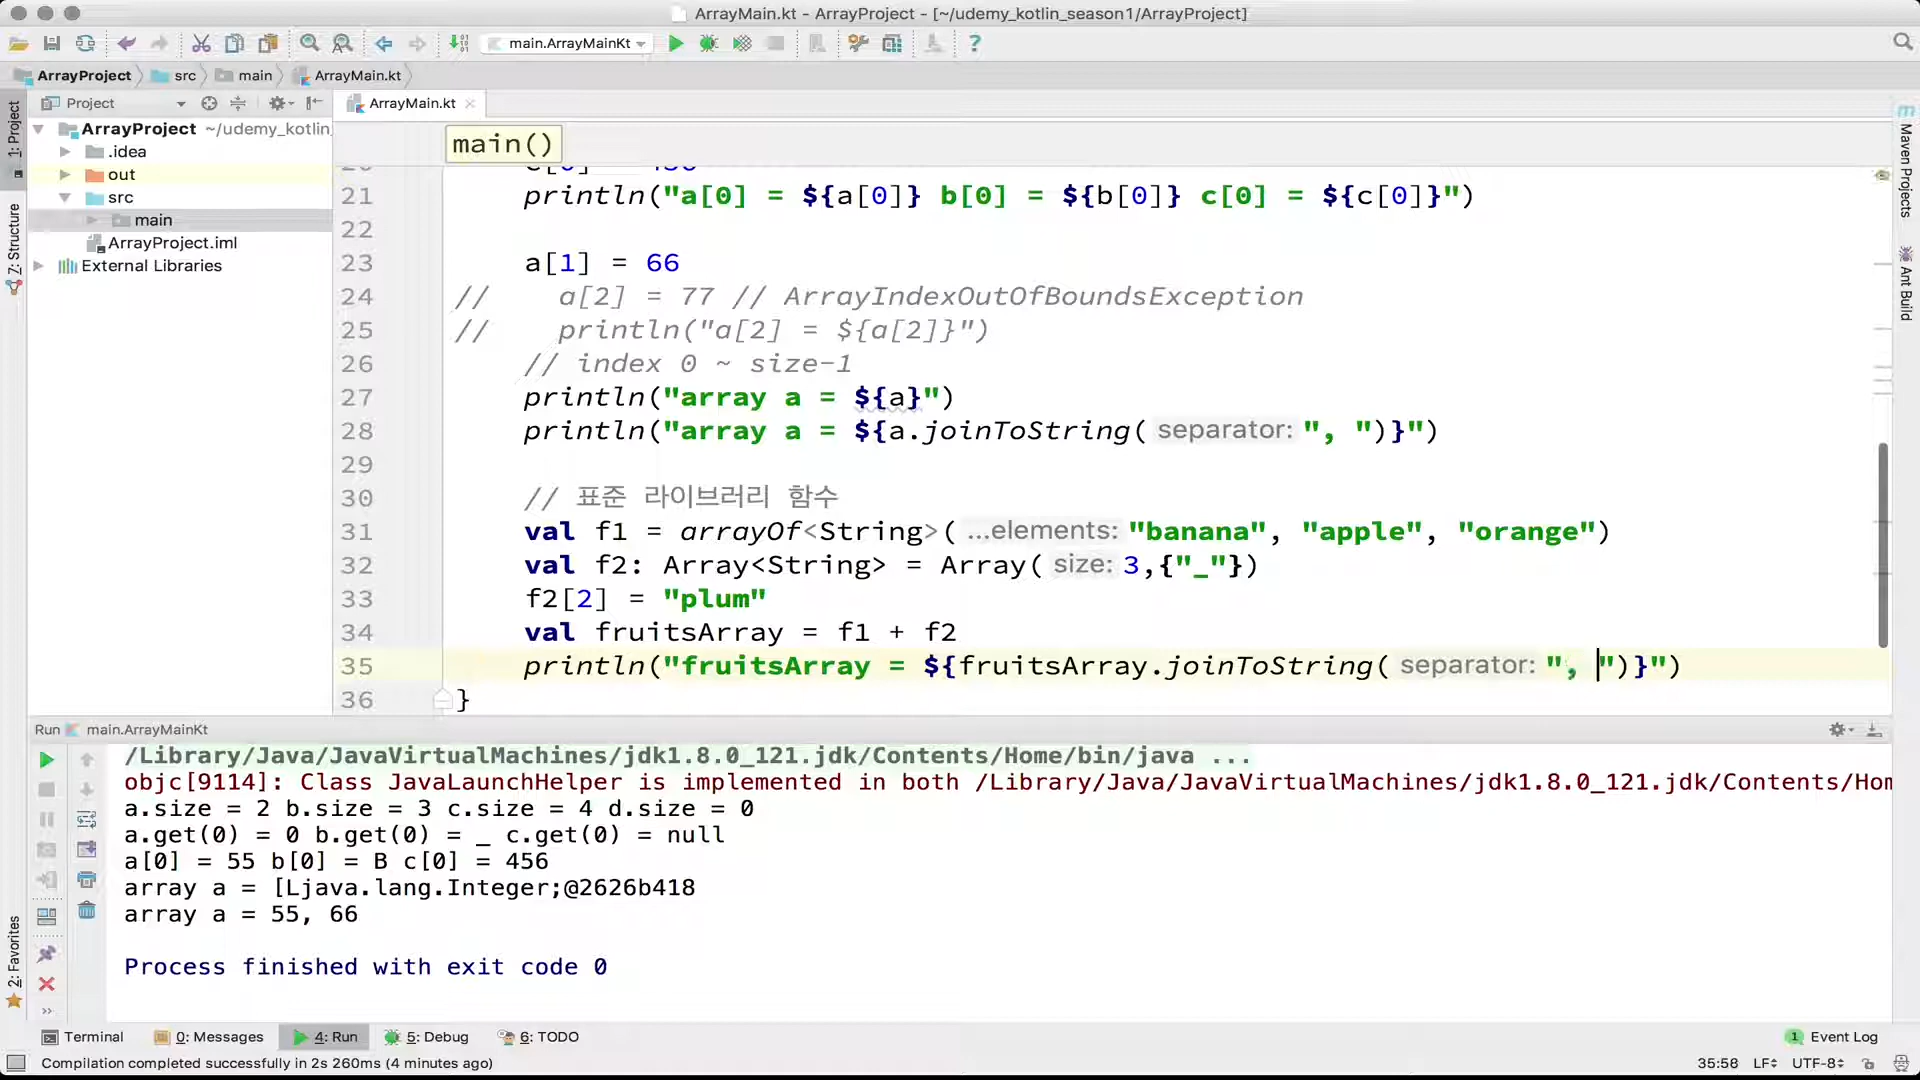 ArrayMain.kt - ArrayProject - [~/udemy_kotlin_season1/ArrayProject]
main.ArrayMainKt
ArrayProject src main ArrayMain.kt
1: Project
Z: Structure
2: Favorites
Project
ArrayProject ~/udemy_kotlin_
.idea
out
src
main
ArrayProject.iml
External Libraries
ArrayMain.kt
main()
21 println("a[0] = ${a[0]} b[0] = ${b[0]} c[0] = ${c[0]}")
22
23 a[1] = 66
24 // a[2] = 77 // ArrayIndexOutOfBoundsException
25 // println("a[2] = ${a[2]}")
26 // index 0 ~ size-1
27 println("array a = ${a}")
28 println("array a = ${a.joinToString( separator: ", ")}")
29
30 // 표준 라이브러리 함수
31 val f1 = arrayOf<String>( ...elements: "banana", "apple", "orange")
32 val f2: Array<String> = Array( size: 3,{"_"})
33 f2[2] = "plum"
34 val fruitsArray = f1 + f2
35 println("fruitsArray = ${fruitsArray.joinToString( separator: ", ")}")
36 }
Maven Projects
Ant Build
Run main.ArrayMainKt
/Library/Java/JavaVirtualMachines/jdk1.8.0_121.jdk/Contents/Home/bin/java ...
objc[9114]: Class JavaLaunchHelper is implemented in both /Library/Java/JavaVirtualMachines/jdk1.8.0_121.jdk/Contents/Hom
a.size = 2 b.size = 3 c.size = 4 d.size = 0
a.get(0) = 0 b.get(0) = _ c.get(0) = null
a[0] = 55 b[0] = B c[0] = 456
array a = [Ljava.lang.Integer;@2626b418
array a = 55, 66
Process finished with exit code 0
Terminal 0: Messages 4: Run 5: Debug 6: TODO 1 Event Log
Compilation completed successfully in 2s 260ms (4 minutes ago) 35:56 LF UTF-8